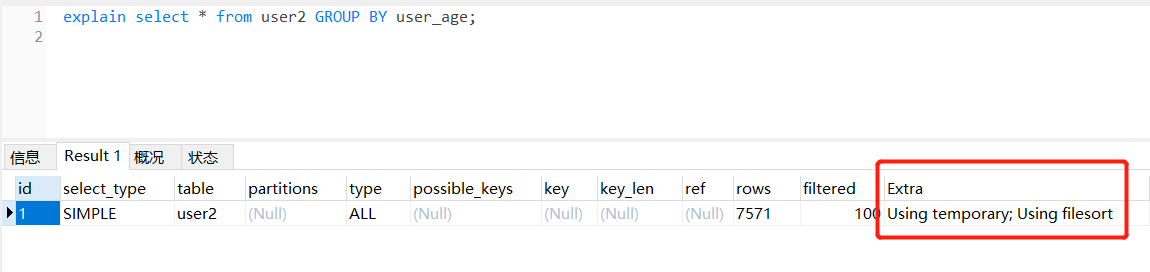 1 explain select * from user2 GROUP BY user_age;
2
信息 Result 1 概况 状态
id select_type table partitions type possible_keys key key_len ref rows filtered Extra
1 SIMPLE user2 (Null) ALL (Null) (Null) (Null) (Null) 7571 100 Using temporary; Using filesort